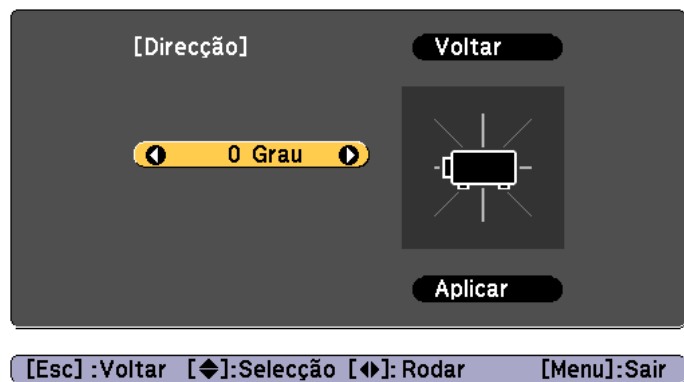 [Direcção] Voltar
0 Grau
Aplicar
[Esc] :Voltar [◆]:Selecção [◆]:Rodar [Menu]:Sair